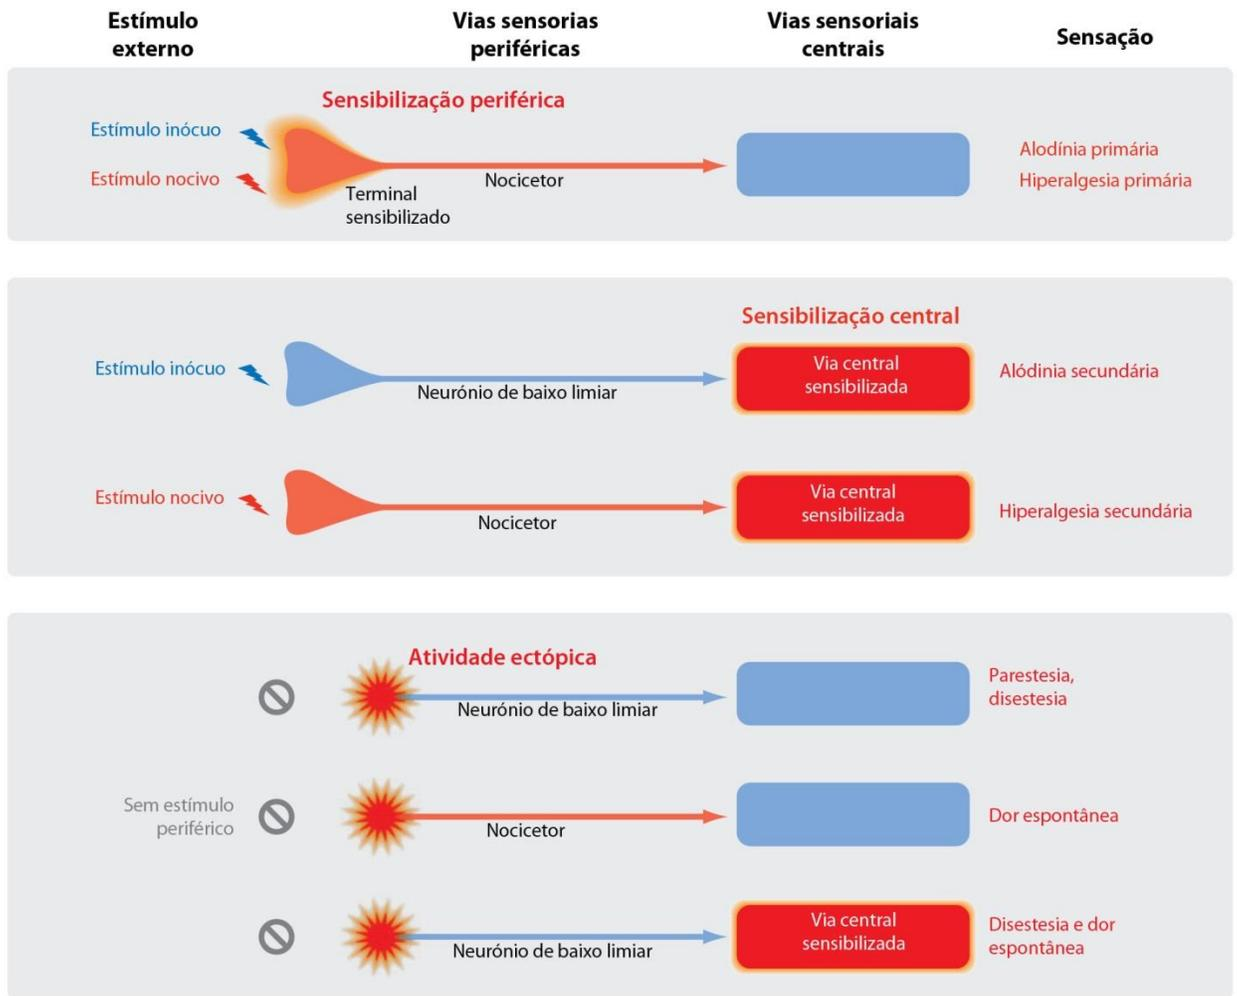 Estímulo
externo
Vias sensorias
periféricas
Vias sensoriais
centrais
Sensação
Sensibilização periférica
Estímulo inócuo
Estímulo nocivo
Terminal
sensibilizado
Nocicetor
Alodínia primária
Hiperalgesia primária
Sensibilização central
Estímulo inócuo
Neurónio de baixo limiar
Via central
sensibilizada
Alódinia secundária
Estímulo nocivo
Nocicetor
Via central
sensibilizada
Hiperalgesia secundária
Atividade ectópica
Neurónio de baixo limiar
Parestesia,
disestesia
Sem estímulo
periférico
Nocicetor
Dor espontânea
Neurónio de baixo limiar
Via central
sensibilizada
Disestesia e dor
espontânea